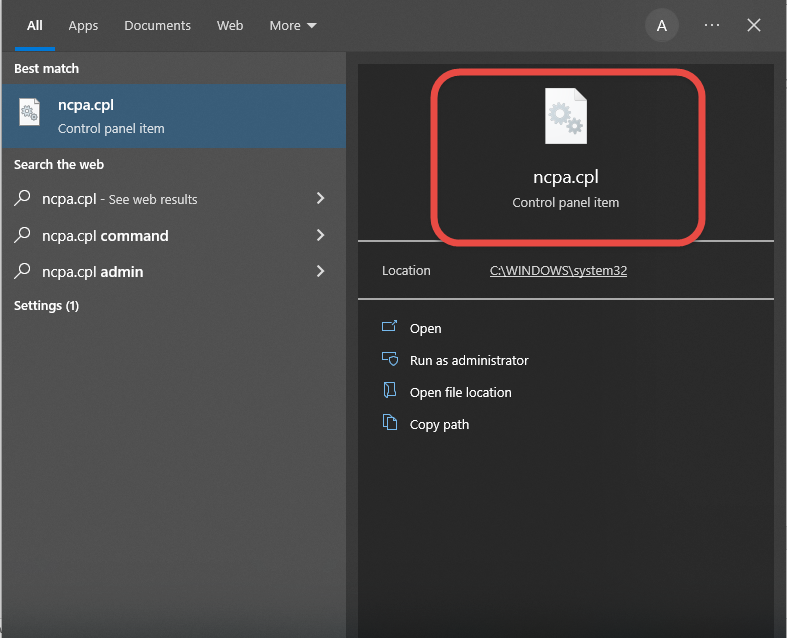 All Apps Documents Web More A ...
Best match
ncpa.cpl
Control panel item
Search the web
ncpa.cpl - See web results
ncpa.cpl command
ncpa.cpl admin
Settings (1)
ncpa.cpl
Control panel item
Location C:\WINDOWS\system32
Open
Run as administrator
Open file location
Copy path